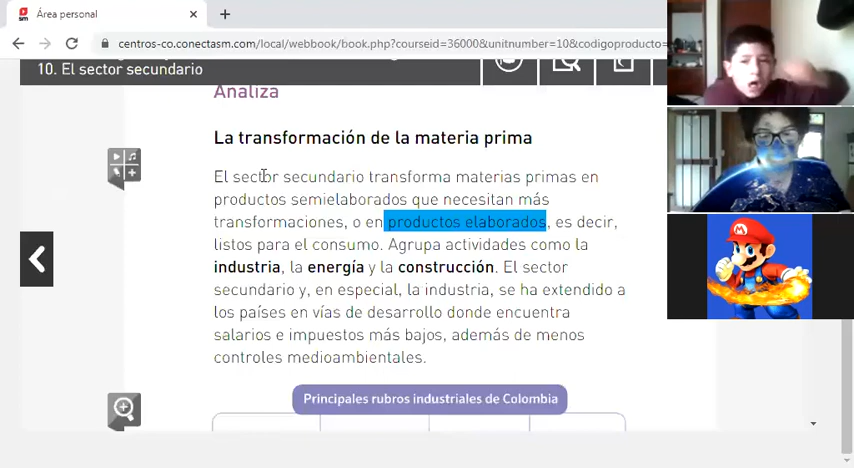 Área personal
centros-co.conectasm.com/local/webbook/book.php?courseid=36000&unitnumber=10&codigoproducto=
10. El sector secundario
Analiza
La transformación de la materia prima
El sector secundario transforma materias primas en
productos semielaborados que necesitan más
transformaciones, o en productos elaborados, es decir,
listos para el consumo. Agrupa actividades como la
industria, la energía y la construcción. El sector
secundario y, en especial, la industria, se ha extendido a
los países en vías de desarrollo donde encuentra
salarios e impuestos más bajos, además de menos
controles medioambientales.
Principales rubros industriales de Colombia